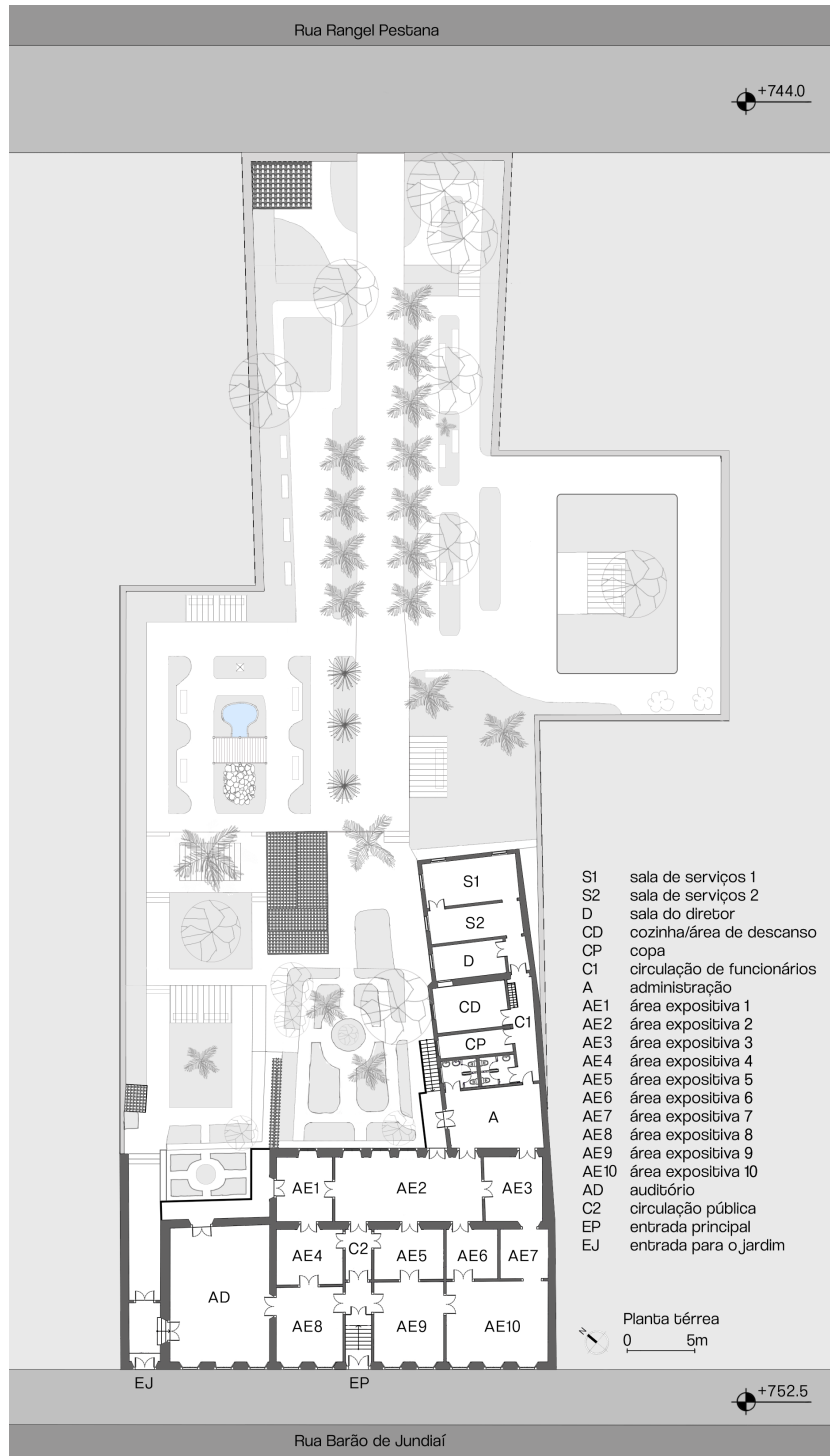 Rua Rangel Pestana
+744.0
S1
S2
D
CD
C1
CP
A
S1 sala de serviços 1
S2 sala de serviços 2
D sala do diretor
CD cozinha/área de descanso
CP copa
C1 circulação de funcionários
A administração
AE1 área expositiva 1
AE2 área expositiva 2
AE3 área expositiva 3
AE4 área expositiva 4
AE5 área expositiva 5
AE6 área expositiva 6
AE7 área expositiva 7
AE8 área expositiva 8
AE9 área expositiva 9
AE10 área expositiva 10
AD auditório
C2 circulação pública
EP entrada principal
EJ entrada para o jardim
AE1 AE2 AE3
AE4 C2 AE5 AE6 AE7
AD AE8 AE9 AE10
EJ EP
Planta térrea
N 0 5m
+752.5
Rua Barão de Jundiaí